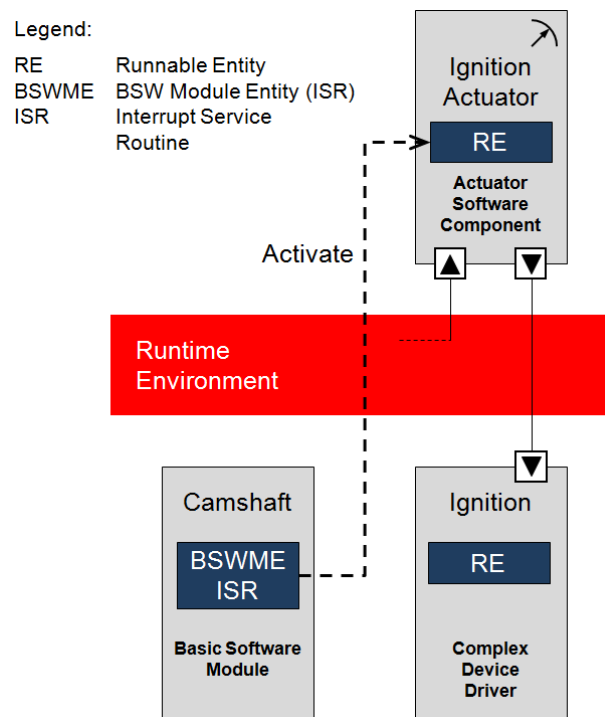 Legend:
RE Runnable Entity
BSWME BSW Module Entity (ISR)
ISR Interrupt Service
Routine
Ignition
Actuator
RE
Actuator
Software
Component
Activate
Runtime
Environment
Camshaft
BSWME
ISR
Basic Software
Module
Ignition
RE
Complex
Device
Driver